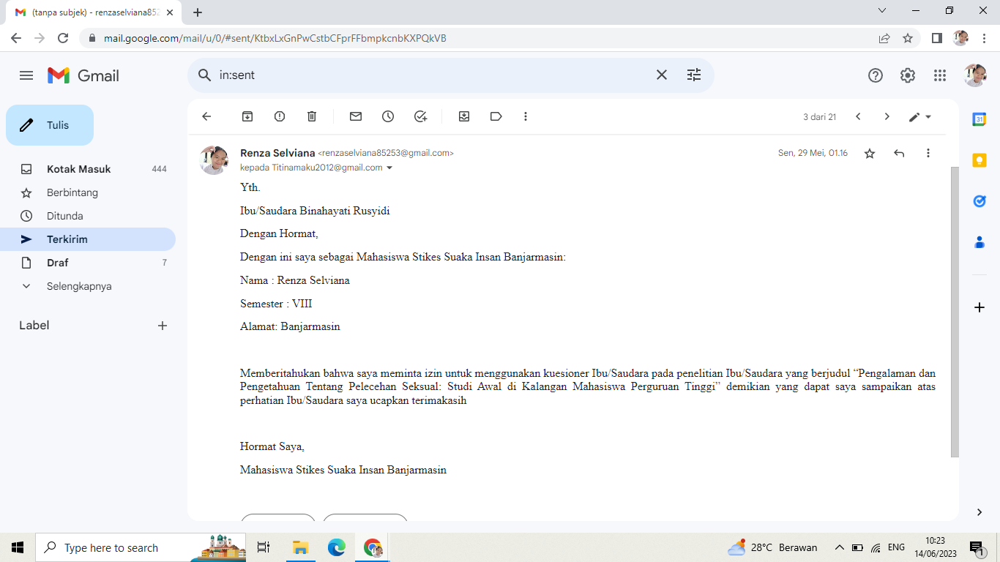 (tanpa subjek) - renzaselviana852
mail.google.com/mail/u/0/#sent/KtbxLxGnPwCstbCFprFFbmpkcnbKXPQkVB
Gmail
in:sent
Tulis
3 dari 21
Kotak Masuk 444
Berbintang
Ditunda
Terkirim
Draf 7
Selengkapnya
Label
31
Renza Selviana <renzaselviana85253@gmail.com>
Sen, 29 Mei, 01.16
kepada Titinamaku2012@gmail.com
Yth.
Ibu/Saudara Binahayati Rusyidi
Dengan Hormat,
Dengan ini saya sebagai Mahasiswa Stikes Suaka Insan Banjarmasin:
Nama : Renza Selviana
Semester : VIII
Alamat: Banjarmasin
Memberitahukan bahwa saya meminta izin untuk menggunakan kuesioner Ibu/Saudara pada penelitian Ibu/Saudara yang berjudul “Pengalaman dan
Pengetahuan Tentang Pelecehan Seksual: Studi Awal di Kalangan Mahasiswa Perguruan Tinggi” demikian yang dapat saya sampaikan atas
perhatian Ibu/Saudara saya ucapkan terimakasih
Hormat Saya,
Mahasiswa Stikes Suaka Insan Banjarmasin
Type here to search
28°C Berawan
ENG
10:23
14/06/2023
1